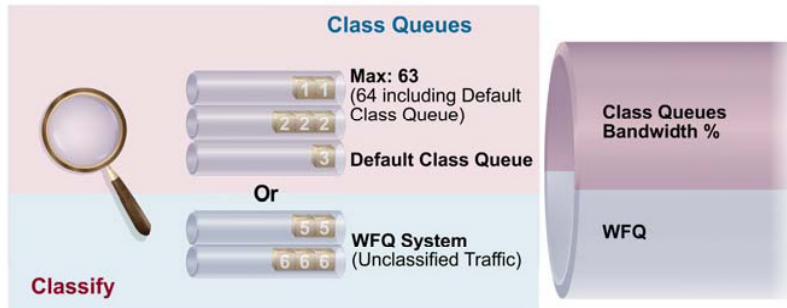 Class Queues
Max: 63
(64 including Default
Class Queue)
1 1
2 2 2
3
Default Class Queue
Or
5 5
6 6 6
WFQ System
(Unclassified Traffic)
Classify
Class Queues
Bandwidth %
WFQ